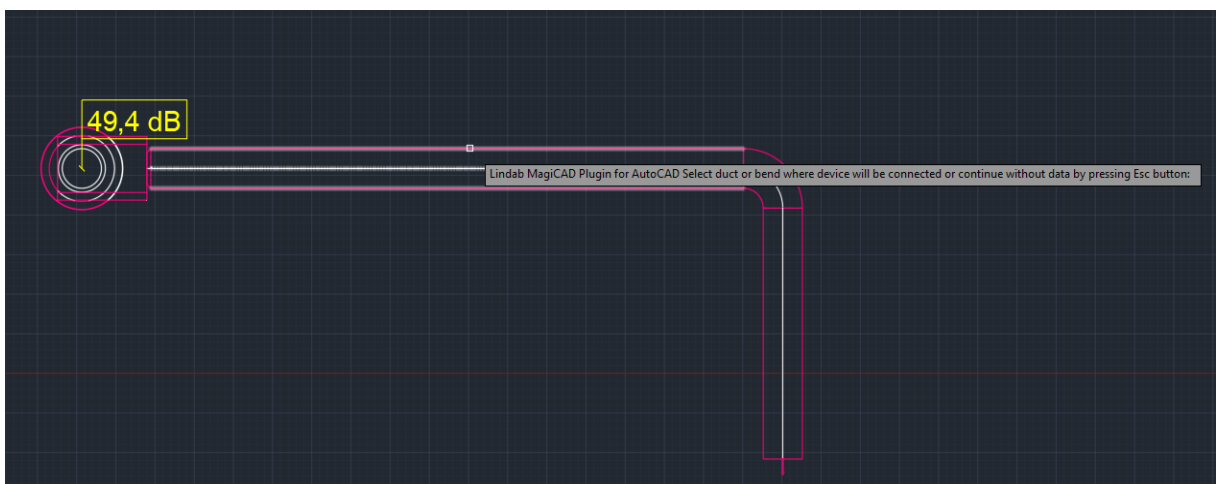 49,4 dB
Lindab MagiCAD Plugin for AutoCAD Select duct or bend where device will be connected or continue without data by pressing Esc button: